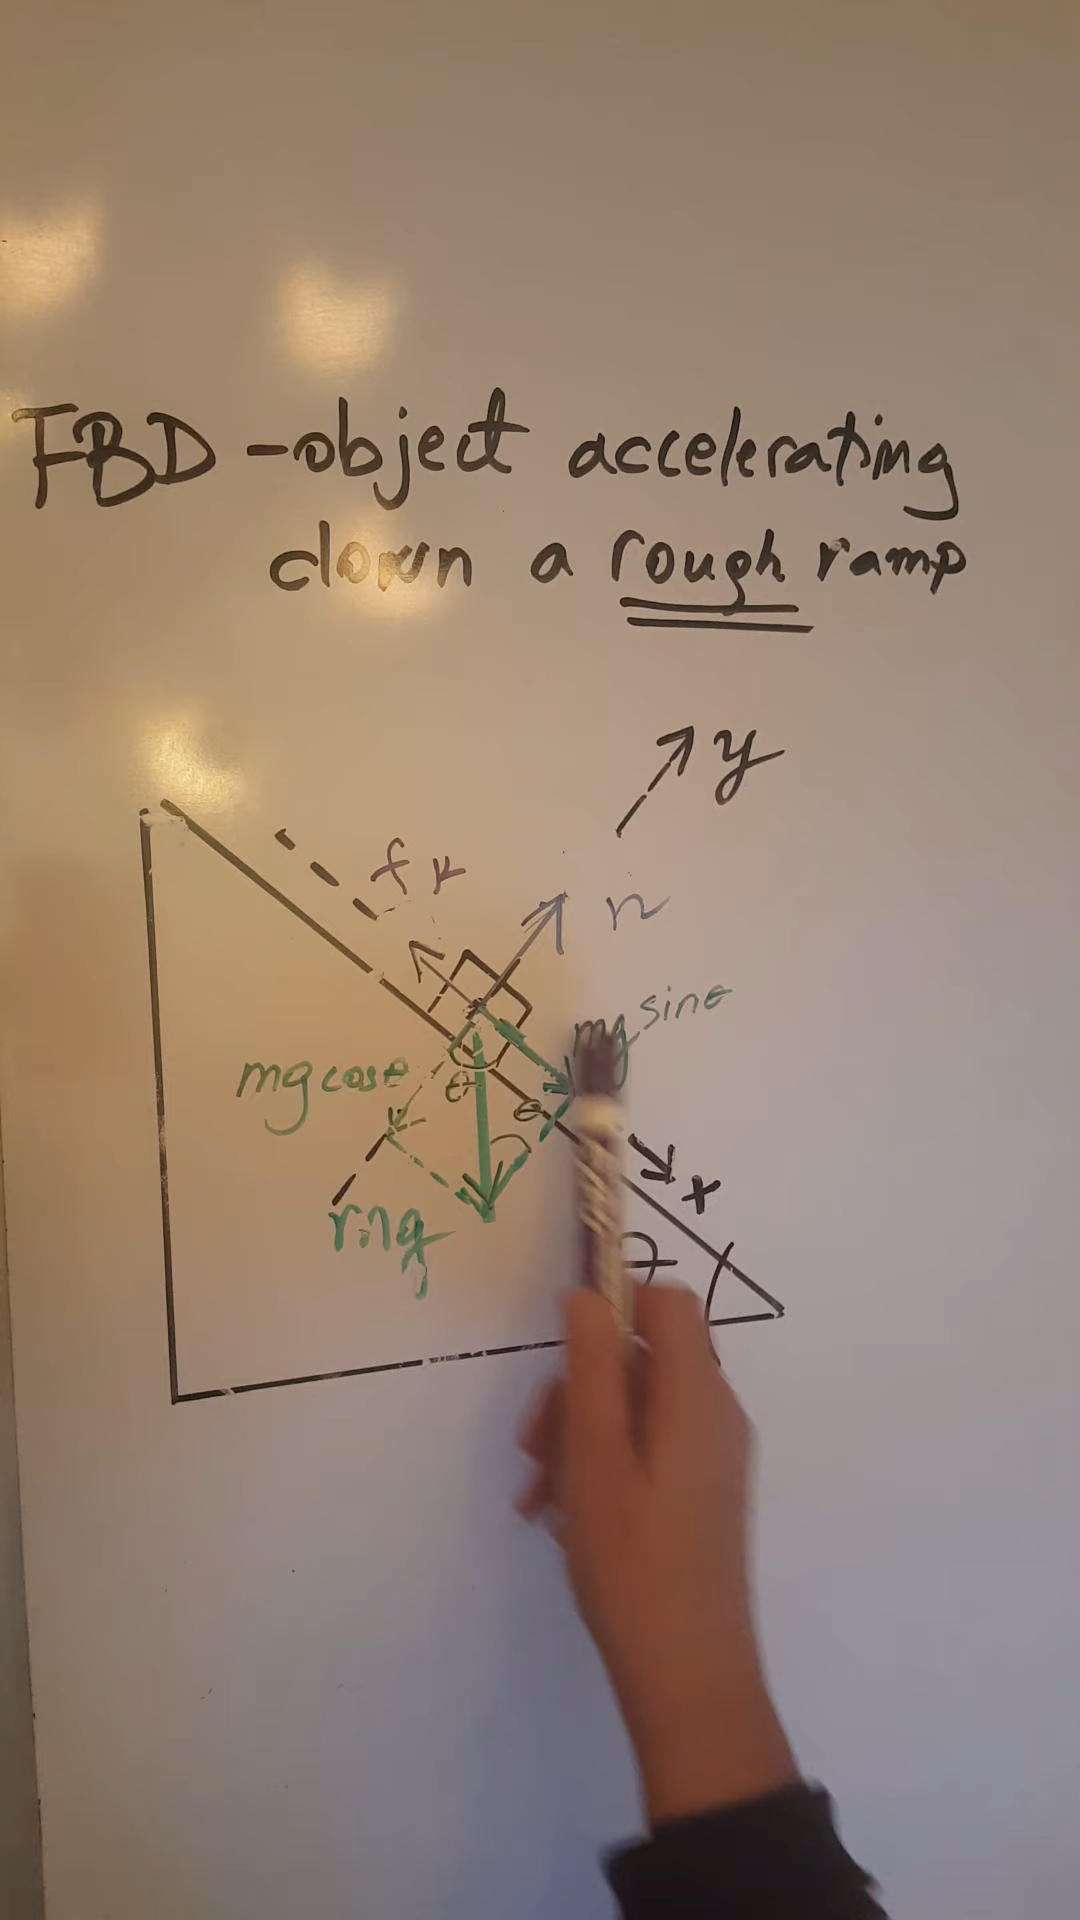 FBD - object accelerating
down a rough ramp
y
fk
n
mg sinθ
mg cosθ
θ
θ
x
mg